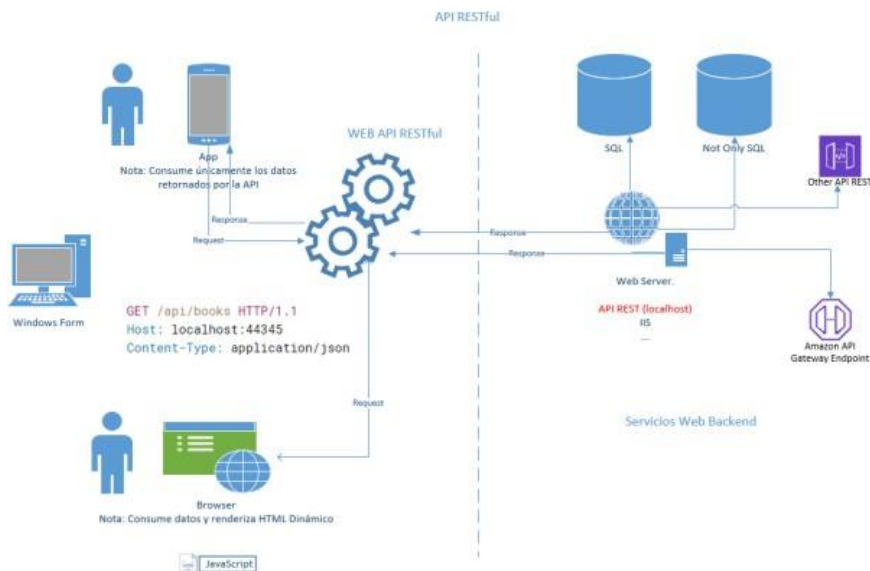 API RESTful
WEB API RESTful
SQL
Not Only SQL
App
Nota: Consume únicamente los datos
retornados por la API
Other API REST
Response
Request
Response
Response
Web Server.
API REST (localhost)
IIS
...
Windows Form
GET /api/books HTTP/1.1
Host: localhost:44345
Content-Type: application/json
Amazon API
Gateway Endpoint
Request
Servicios Web Backend
Browser
Nota: Consume datos y renderiza HTML Dinámico
JavaScript